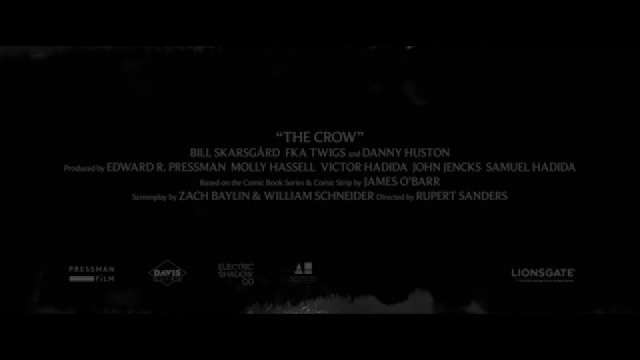 “THE CROW”
BILL SKARSGÅRD FKA TWIGS and DANNY HUSTON
Produced by EDWARD R. PRESSMAN MOLLY HASSELL VICTOR HADIDA JOHN JENCKS SAMUEL HADIDA
Based on the Comic Book Series & Comic Strip by JAMES O’BARR
Screenplay by ZACH BAYLIN & WILLIAM SCHNEIDER Directed by RUPERT SANDERS
PRESSMAN
FILM
DAVIS
ELECTRIC
SHADOW
CO
LIONSGATE